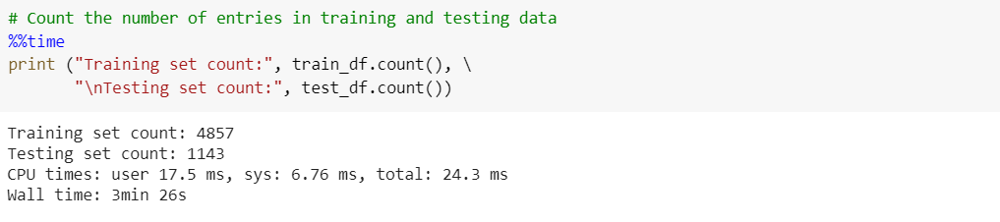 # Count the number of entries in training and testing data
%%time
print ("Training set count:", train_df.count(), \
"\nTesting set count:", test_df.count())
Training set count: 4857
Testing set count: 1143
CPU times: user 17.5 ms, sys: 6.76 ms, total: 24.3 ms
Wall time: 3min 26s